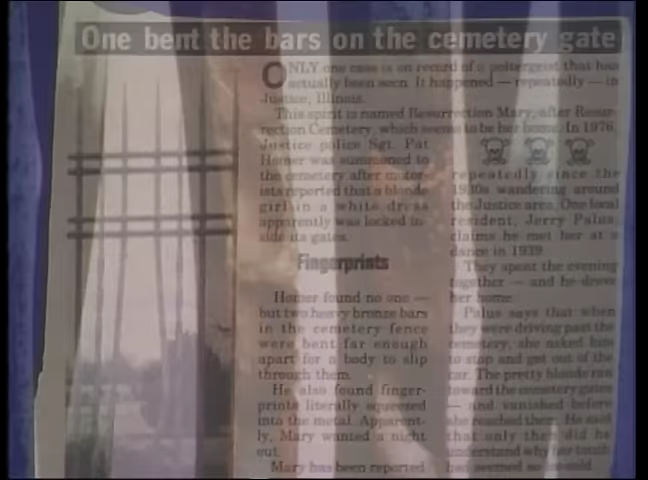 One bent the bars on the cemetery gate
ONLY one case is on record of a poltergeist that has
actually been seen. It happened — repeatedly — in
Justice, Illinois.
This spirit is named Resurrection Mary, after Resur-
rection Cemetery, which seems to be her home. In 1976,
Justice police Sgt. Pat
Homer was summoned to
the cemetery after motor-
ists reported that a blonde
girl in a white dress
apparently was locked in-
side its gates.
Fingerprints
Homer found no one —
but two heavy bronze bars
in the cemetery fence
were bent far enough
apart for a body to slip
through them.
He also found finger-
prints literally squeezed
into the metal. Apparent-
ly, Mary wanted a night
out.
Mary has been reported
repeatedly since the
1930s wandering around
the Justice area. One local
resident, Jerry Palus,
claims he met her at a
dance in 1939.
They spent the evening
together — and he drove
her home.
Palus says that when
they were driving past the
cemetery, she asked him
to stop and get out of the
car. The pretty blonde ran
toward the cemetery gates
— and vanished before
she reached them. He said
that only then did he
understand why her touch
had seemed so cold.